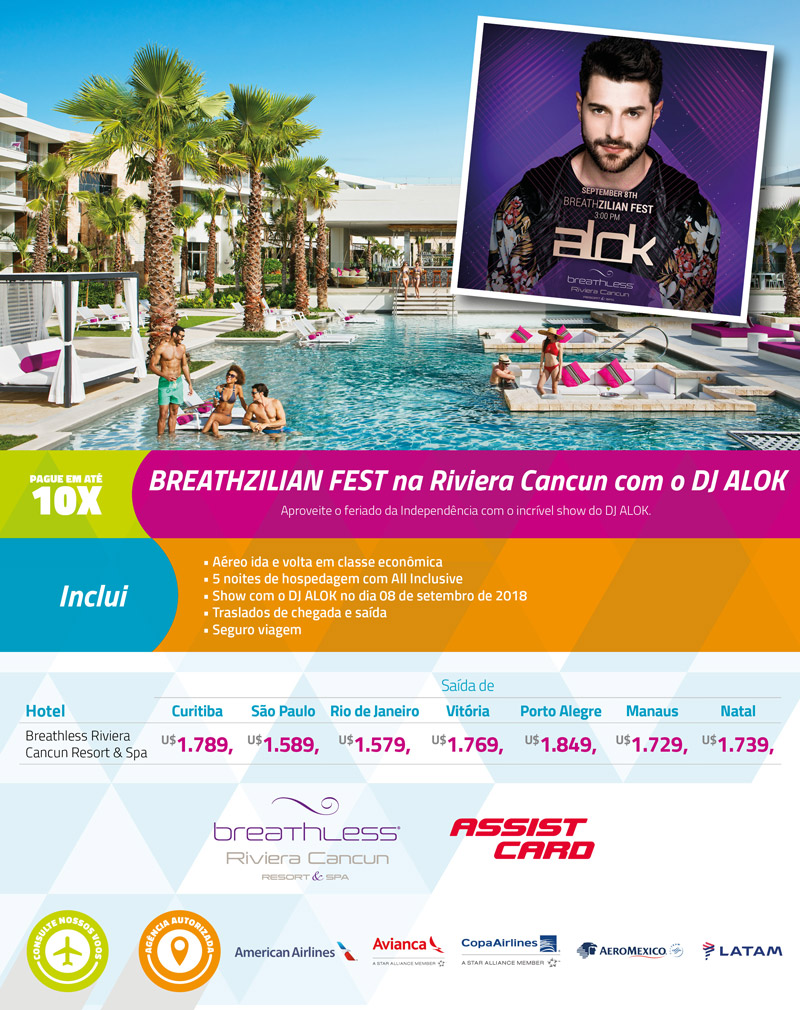 SEPTEMBER 8TH
BREATHZILIAN FEST
3:00 PM
alok
breathless
Riviera Cancun
RESORT & SPA
PAGUE EM ATÉ
10X
BREATHZILIAN FEST na Riviera Cancun com o DJ ALOK
Aproveite o feriado da Independência com o incrível show do DJ ALOK.
Inclui
• Aéreo ida e volta em classe econômica
• 5 noites de hospedagem com All Inclusive
• Show com o DJ ALOK no dia 08 de setembro de 2018
• Traslados de chegada e saída
• Seguro viagem
Saída de
Hotel Curitiba São Paulo Rio de Janeiro Vitória Porto Alegre Manaus Natal
Breathless Riviera
Cancun Resort & Spa
U$1.789, U$1.589, U$1.579, U$1.769, U$1.849, U$1.729, U$1.739,
breathless®
Riviera Cancun
RESORT & SPA
ASSIST
CARD
CONSULTE NOSSOS VOOS
AGÊNCIA AUTORIZADA
American Airlines
Avianca
A STAR ALLIANCE MEMBER
CopaAirlines
A STAR ALLIANCE MEMBER
AEROMEXICO
LATAM